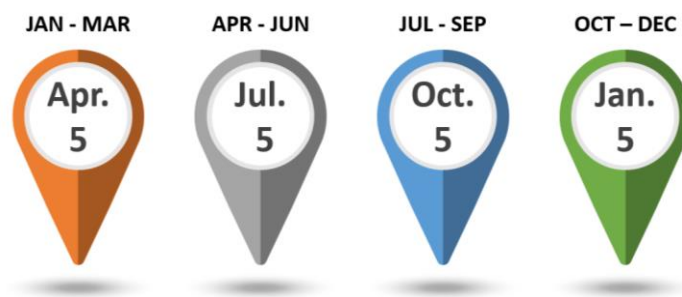 JAN - MAR
APR - JUN
JUL - SEP
OCT – DEC
Apr.
5
Jul.
5
Oct.
5
Jan.
5